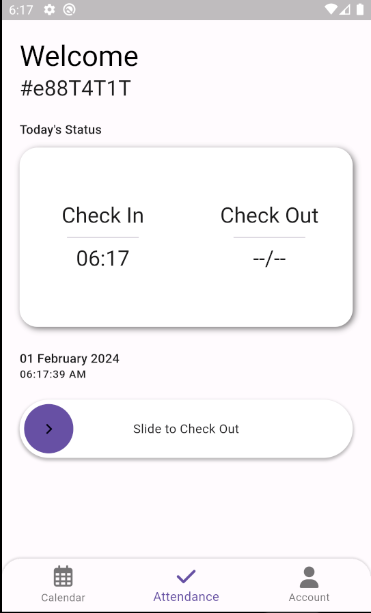 6:17
Welcome
#e88T4T1T
Today's Status
Check In Check Out
06:17 --/--
01 February 2024
06:17:39 AM
Slide to Check Out
Calendar Attendance Account